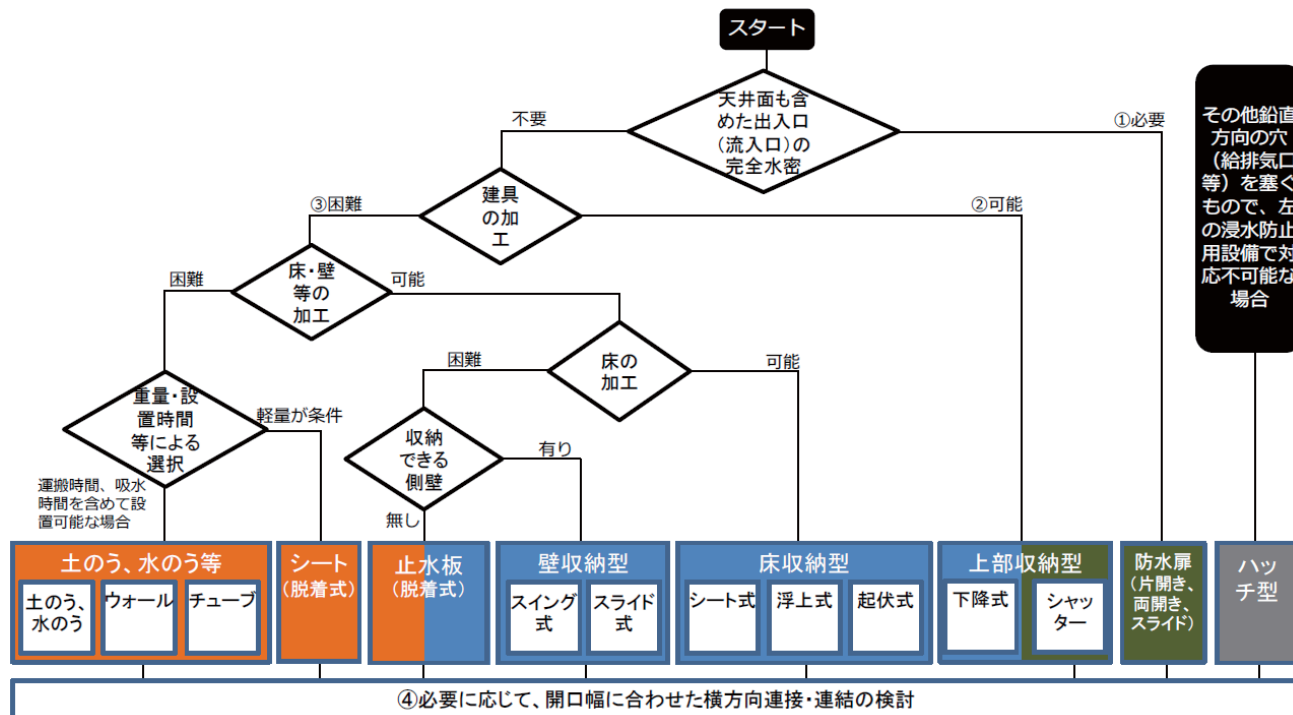 スタート
天井面も含
めた出入口
(流入口)の
完全水密
不要
①必要
その他鉛直
方向の穴
（給排気口
等）を塞ぐ
もので、左
の浸水防止
用設備で対
応不可能な
場合
建具
の加
工
③困難
②可能
床・壁
等の
加工
困難
可能
床の
加工
困難
可能
重量・設
置時間
等による
選択
軽量が条件
収納
できる
側壁
有り
無し
運搬時間、吸水
時間を含めて設
置可能な場合
土のう、水のう等
土のう、
水のう
ウォール
チューブ
シート
(脱着式)
止水板
(脱着式)
壁収納型
スイング
式
スライド
式
床収納型
シート式
浮上式
起伏式
上部収納型
下降式
シャッ
ター
防水扉
(片開き、
両開き、
スライド)
ハッ
チ型
④必要に応じて、開口幅に合わせた横方向連接・連結の検討